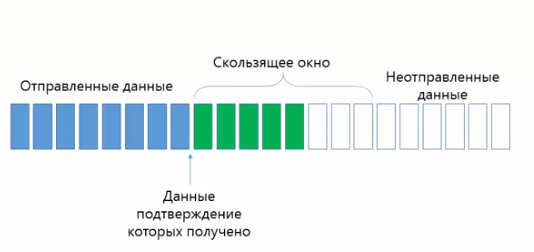 Скользящее окно
Отправленные данные
Неотправленные
данные
Данные
подтверждение
которых получено